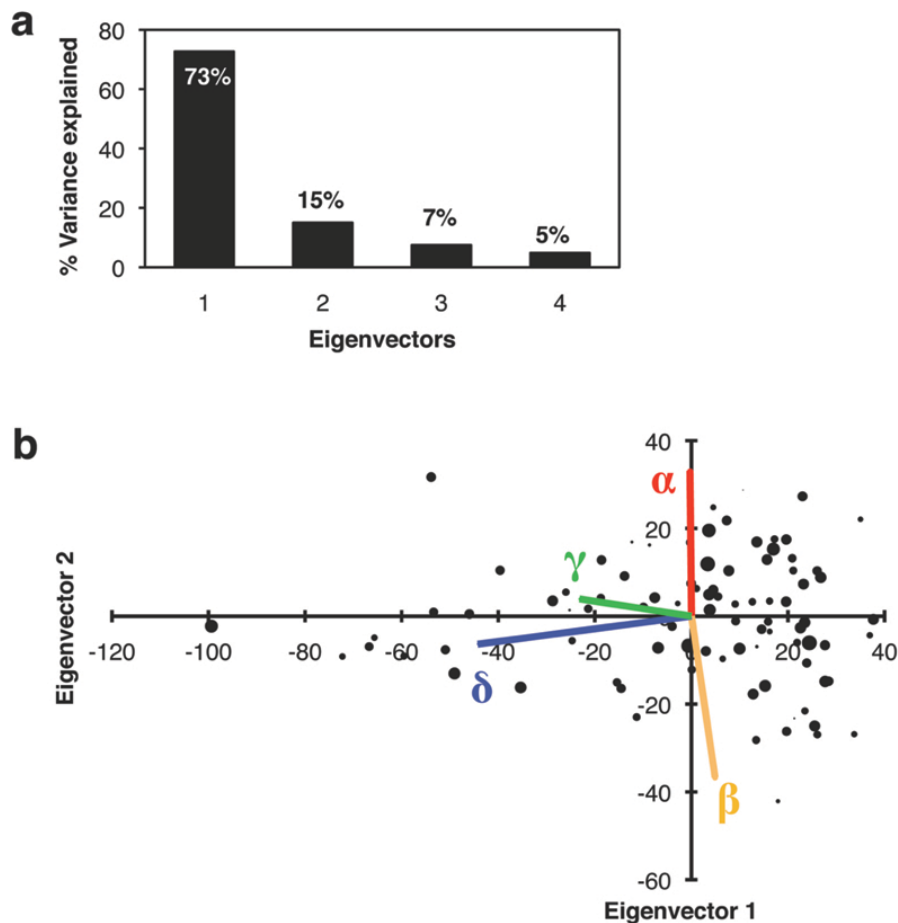 a
80
60
40
20
0
% Variance explained
73%
15%
7%
5%
1 2 3 4
Eigenvectors
b
40
20
-20
-40
-60
Eigenvector 2
-120 -100 -80 -60 -40 -20 0 20 40
α
γ
δ
β
Eigenvector 1